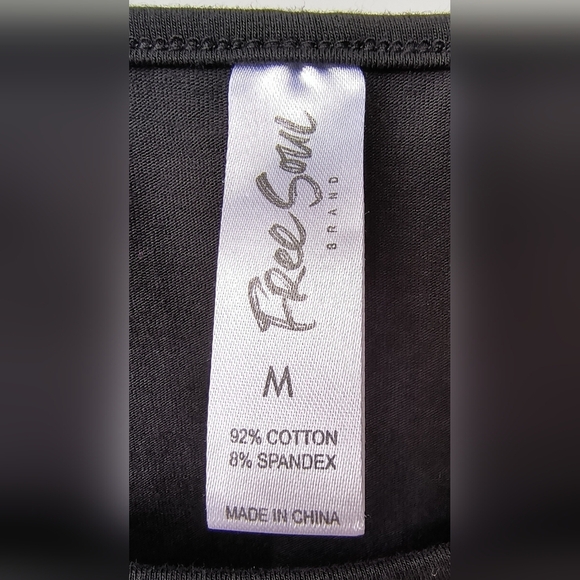 Free Soul
BRAND
M
92% COTTON
8% SPANDEX
MADE IN CHINA